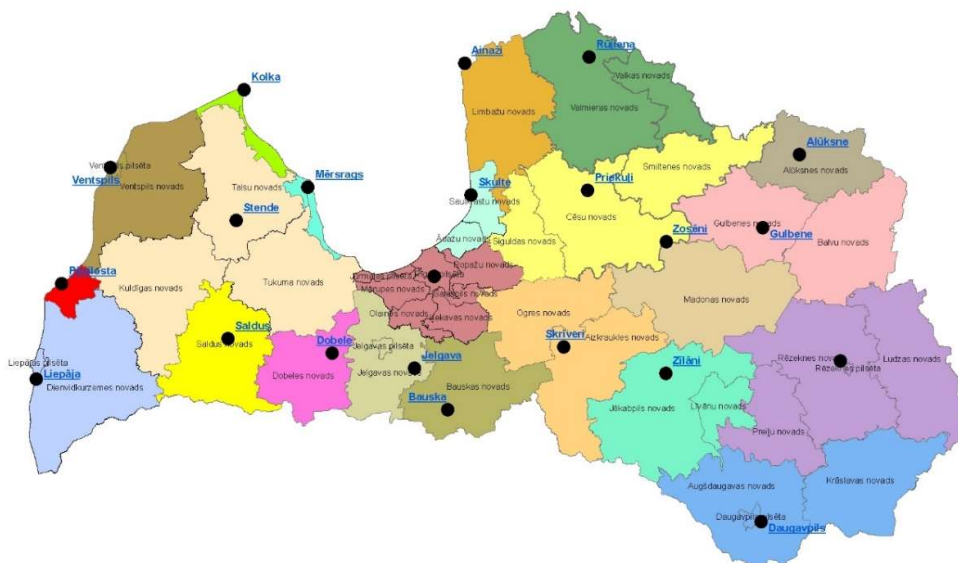 Rūjiena
Ainaži
Valkas novads
Kolka
Limbažu novads
Valmieras novads
Alūksne
Ventspils pilsēta
Smiltenes novads
Alūksnes novads
Ventspils
Ventspils novads
Talsu novads
Mērsrags
Skulte
Priekuļi
Saulkrastu novads
Stende
Cēsu novads
Gulbenes novads
Gulbene
Ādažu novads
Siguldas novads
Zosēni
Balvu novads
Ropažu novads
Pāvilosta
Kuldīgas novads
Tukuma novads
Mārupes novads
Salaspils novads
Madonas novads
Olaines novads
Ķekavas novads
Ogres novads
Saldus
Saldus novads
Dobele
Skrīveri
Aizkraukles novads
Jelgavas pilsēta
Rēzeknes novads
Ludzas novads
Liepājas pilsēta
Rēzeknes pilsēta
Liepāja
Dienvidkurzemes novads
Dobeles novads
Jelgava
Jelgavas novads
Zīlāni
Bauskas novads
Bauska
Jēkabpils novads
Līvānu novads
Preiļu novads
Augšdaugavas novads
Krāslavas novads
Daugavpils pilsēta
Daugavpils